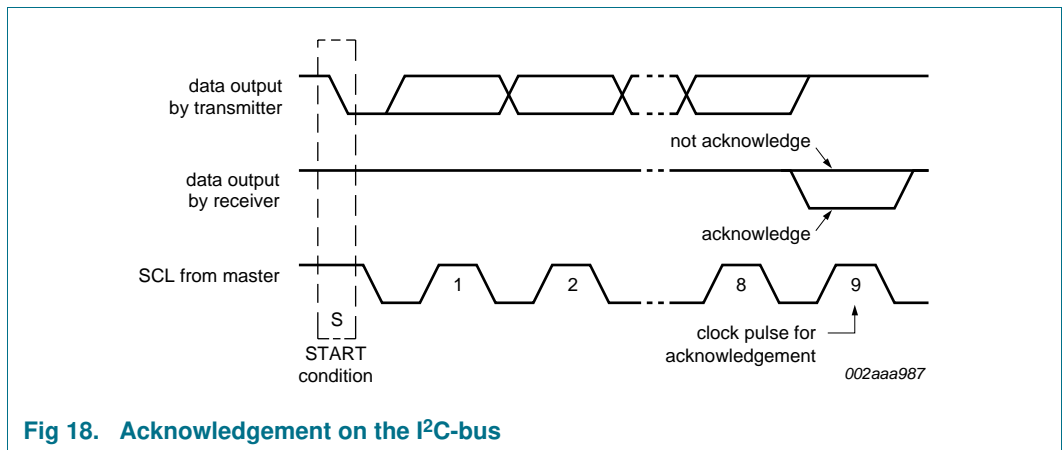 data output
by transmitter
not acknowledge
data output
by receiver
acknowledge
SCL from master
1
2
8
9
S
START
condition
clock pulse for
acknowledgement
002aaa987
Fig 18. Acknowledgement on the I²C-bus